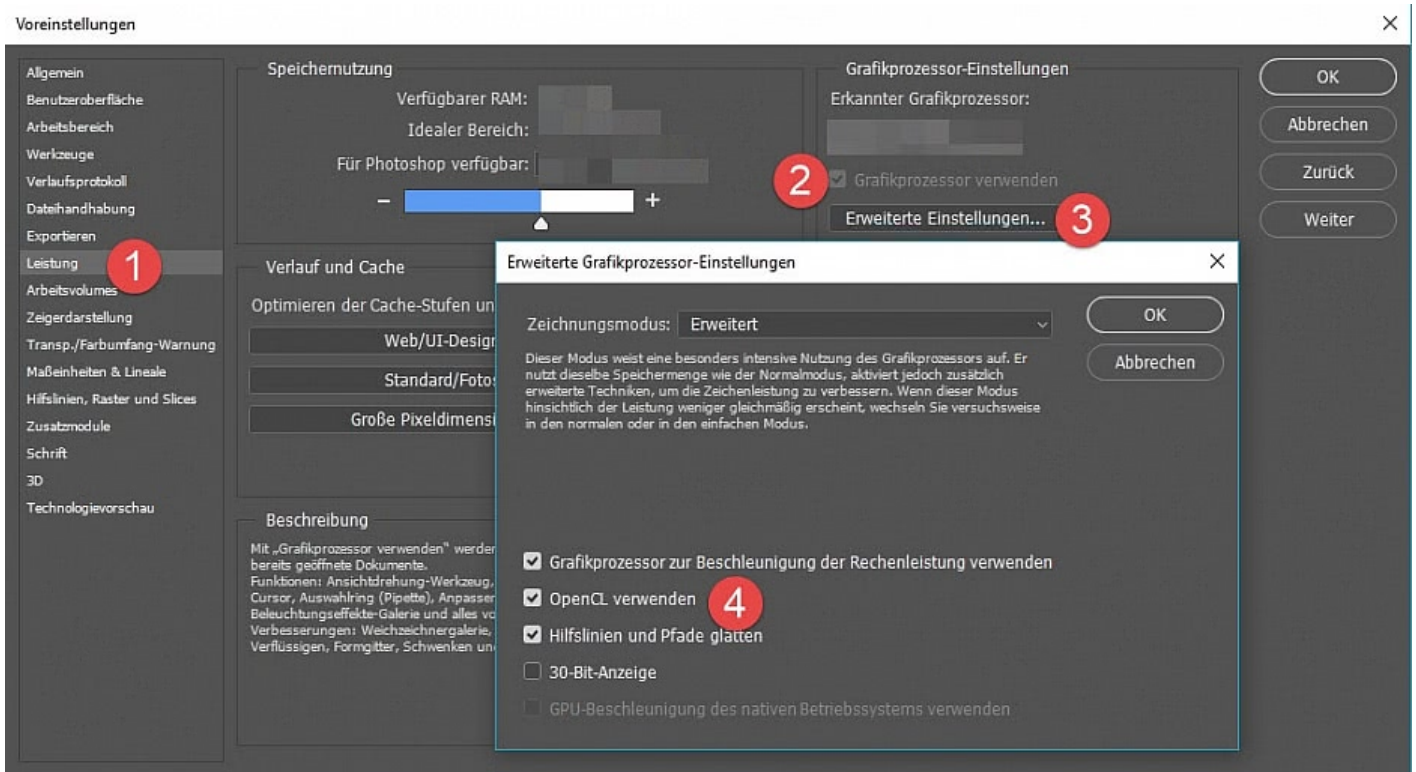 Voreinstellungen
Allgemein
Benutzeroberfläche
Arbeitsbereich
Werkzeuge
Verlaufsprotokoll
Dateihandhabung
Exportieren
Leistung
1
Arbeitsvolumes
Zeigerdarstellung
Transp./Farbumfang-Warnung
Maßeinheiten & Lineale
Hilfslinien, Raster und Slices
Zusatzmodule
Schrift
3D
Technologievorschau
Speichernutzung
Verfügbarer RAM:
Idealer Bereich:
Für Photoshop verfügbar:
− +
Verlauf und Cache
Optimieren der Cache-Stufen un
Web/UI-Design
Standard/Fotos
Große Pixeldimensi
Beschreibung
Mit „Grafikprozessor verwenden" werden
bereits geöffnete Dokumente.
Funktionen: Ansichtdrehung-Werkzeug,
Cursor, Auswahlring (Pipette), Anpassen
Beleuchtungseffekte-Galerie und alles vo
Verbesserungen: Weichzeichnergalerie,
Verflüssigen, Formgitter, Schwenken un
Grafikprozessor-Einstellungen
Erkannter Grafikprozessor:
2
Grafikprozessor verwenden
Erweiterte Einstellungen...
3
OK
Abbrechen
Zurück
Weiter
Erweiterte Grafikprozessor-Einstellungen
Zeichnungsmodus: Erweitert
Dieser Modus weist eine besonders intensive Nutzung des Grafikprozessors auf. Er
nutzt dieselbe Speichermenge wie der Normalmodus, aktiviert jedoch zusätzlich
erweiterte Techniken, um die Zeichenleistung zu verbessern. Wenn dieser Modus
hinsichtlich der Leistung weniger gleichmäßig erscheint, wechseln Sie versuchsweise
in den normalen oder in den einfachen Modus.
OK
Abbrechen
Grafikprozessor zur Beschleunigung der Rechenleistung verwenden
OpenCL verwenden
4
Hilfslinien und Pfade glätten
30-Bit-Anzeige
GPU-Beschleunigung des nativen Betriebssystems verwenden